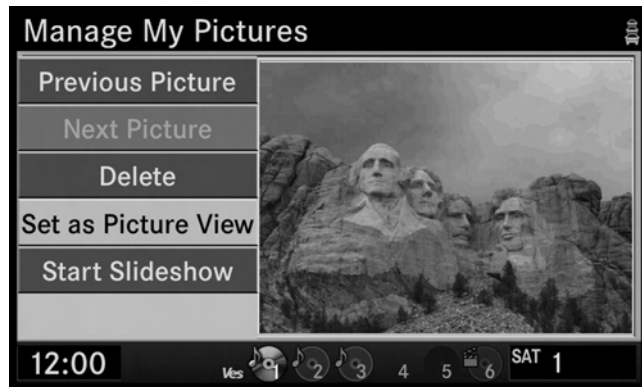 Manage My Pictures
Previous Picture
Next Picture
Delete
Set as Picture View
Start Slideshow
12:00 Ves 1 2 3 4 5 6 SAT 1